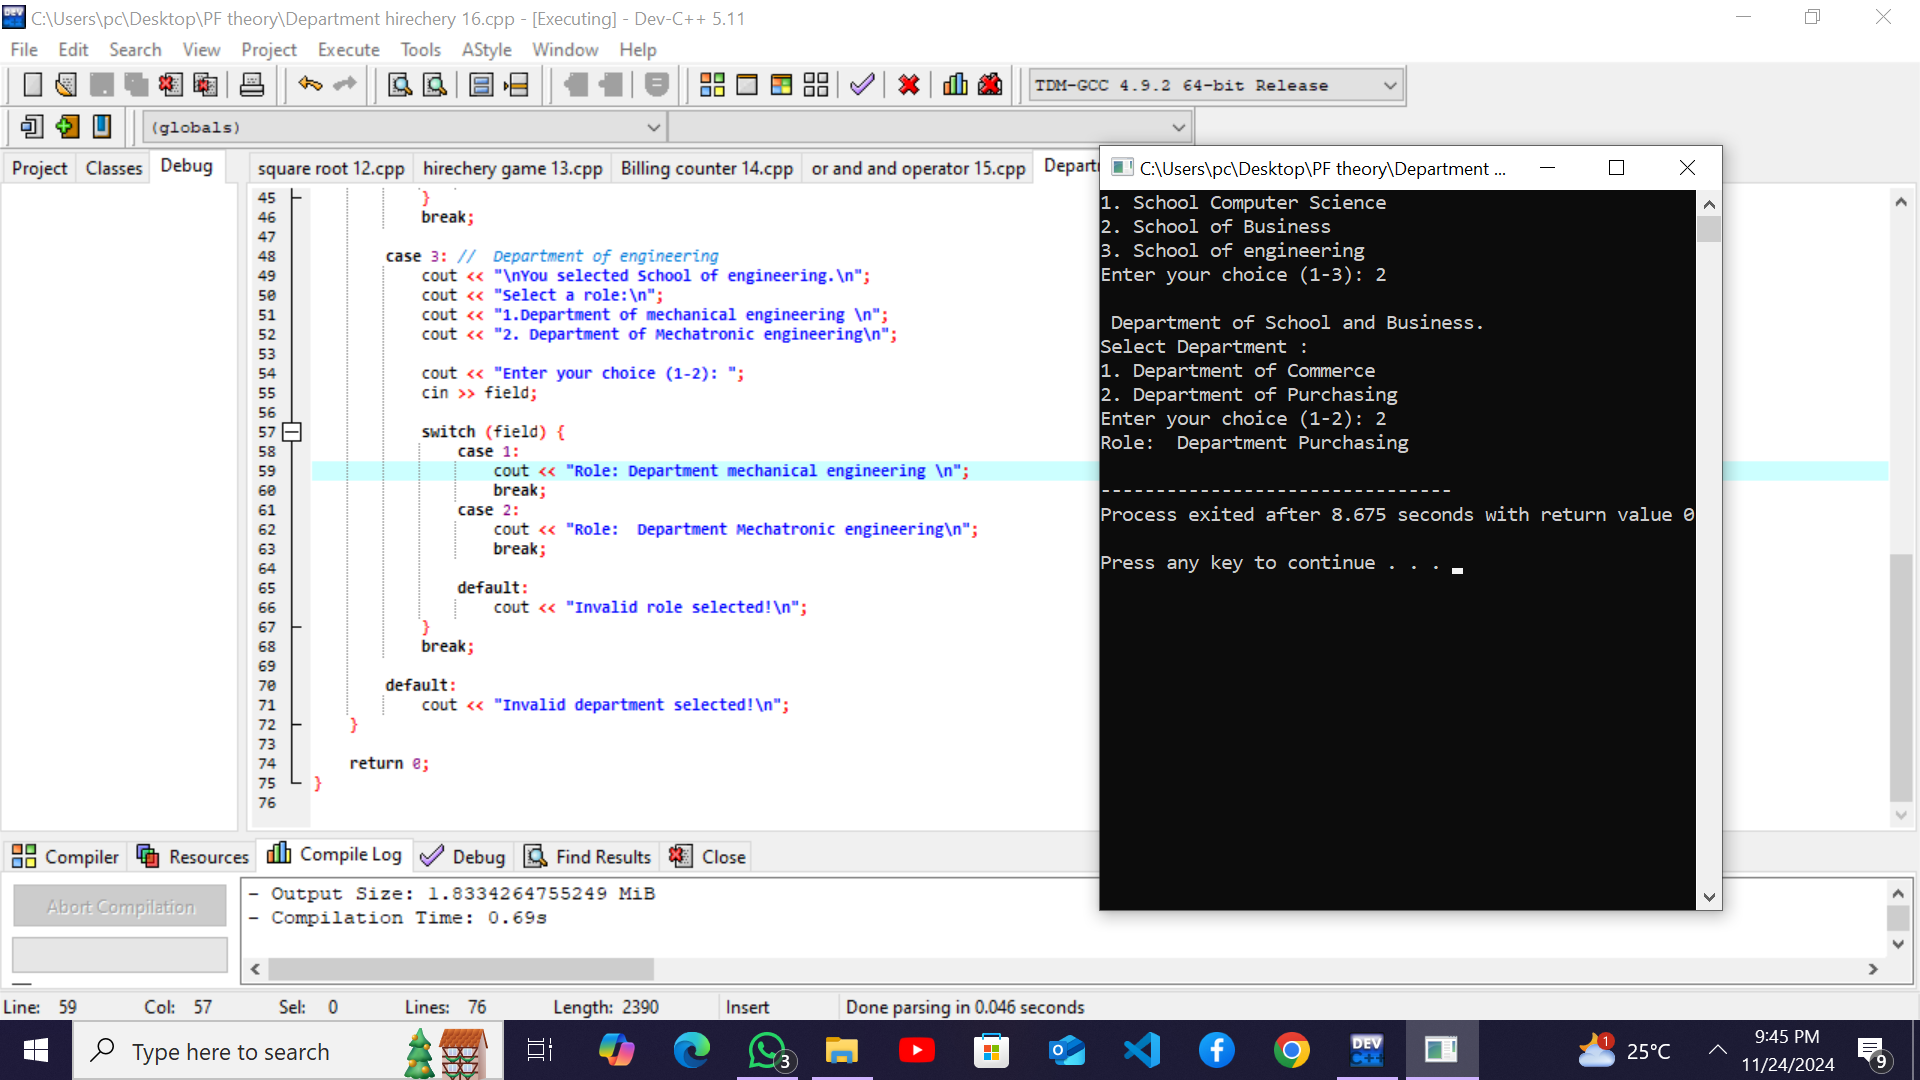 C:\Users\pc\Desktop\PF theory\Department hirechery 16.cpp - [Executing] - Dev-C++ 5.11
File Edit Search View Project Execute Tools AStyle Window Help
TDM-GCC 4.9.2 64-bit Release
(globals)
Project Classes Debug
square root 12.cpp hirechery game 13.cpp Billing counter 14.cpp or and and operator 15.cpp Departı
45 }
46 break;
47
48 case 3: // Department of engineering
49 cout << "\nYou selected School of engineering.\n";
50 cout << "Select a role:\n";
51 cout << "1.Department of mechanical engineering \n";
52 cout << "2. Department of Mechatronic engineering\n";
53
54 cout << "Enter your choice (1-2): ";
55 cin >> field;
56
57 switch (field) {
58 case 1:
59 cout << "Role: Department mechanical engineering \n";
60 break;
61 case 2:
62 cout << "Role:  Department Mechatronic engineering\n";
63 break;
64
65 default:
66 cout << "Invalid role selected!\n";
67 }
68 break;
69
70 default:
71 cout << "Invalid department selected!\n";
72 }
73
74 return 0;
75 }
76
C:\Users\pc\Desktop\PF theory\Department ...
1. School Computer Science
2. School of Business
3. School of engineering
Enter your choice (1-3): 2
Department of School and Business.
Select Department :
1. Department of Commerce
2. Department of Purchasing
Enter your choice (1-2): 2
Role:  Department Purchasing
--------------------------------
Process exited after 8.675 seconds with return value 0
Press any key to continue . . .
Compiler Resources Compile Log Debug Find Results Close
Abort Compilation
- Output Size: 1.8334264755249 MiB
- Compilation Time: 0.69s
Line: 59 Col: 57 Sel: 0 Lines: 76 Length: 2390 Insert Done parsing in 0.046 seconds
Type here to search
3
DEV C++
1
25°C
9:45 PM
11/24/2024
9